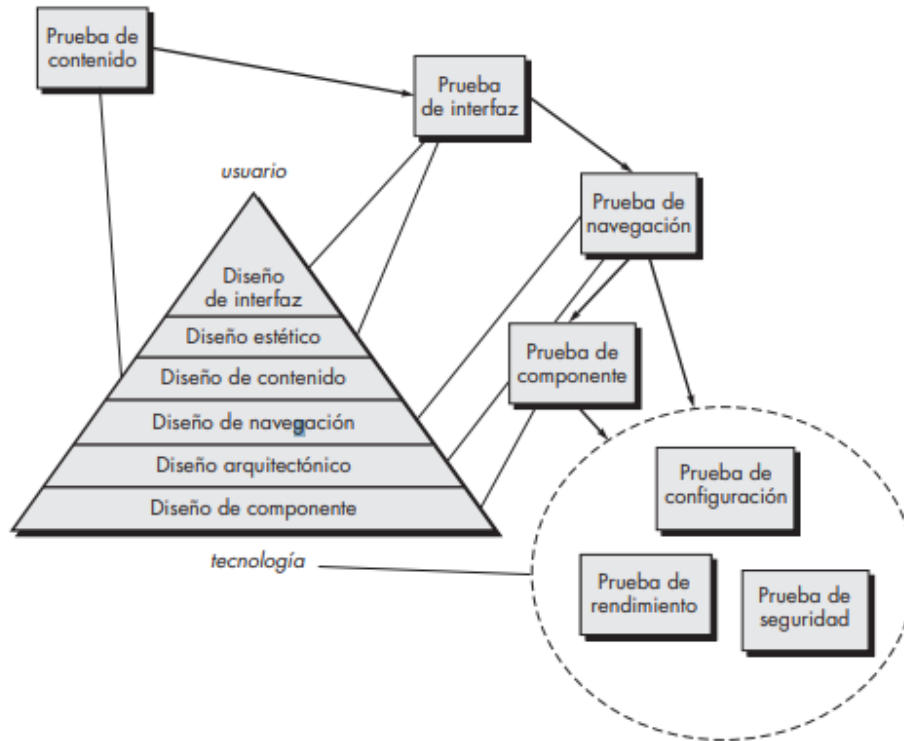 Prueba de
contenido
Prueba
de interfaz
usuario
Prueba de
navegación
Diseño
de interfaz
Diseño estético
Prueba de
componente
Diseño de contenido
Diseño de navegación
Diseño arquitectónico
Diseño de componente
Prueba de
configuración
tecnología
Prueba de
rendimiento
Prueba de
seguridad